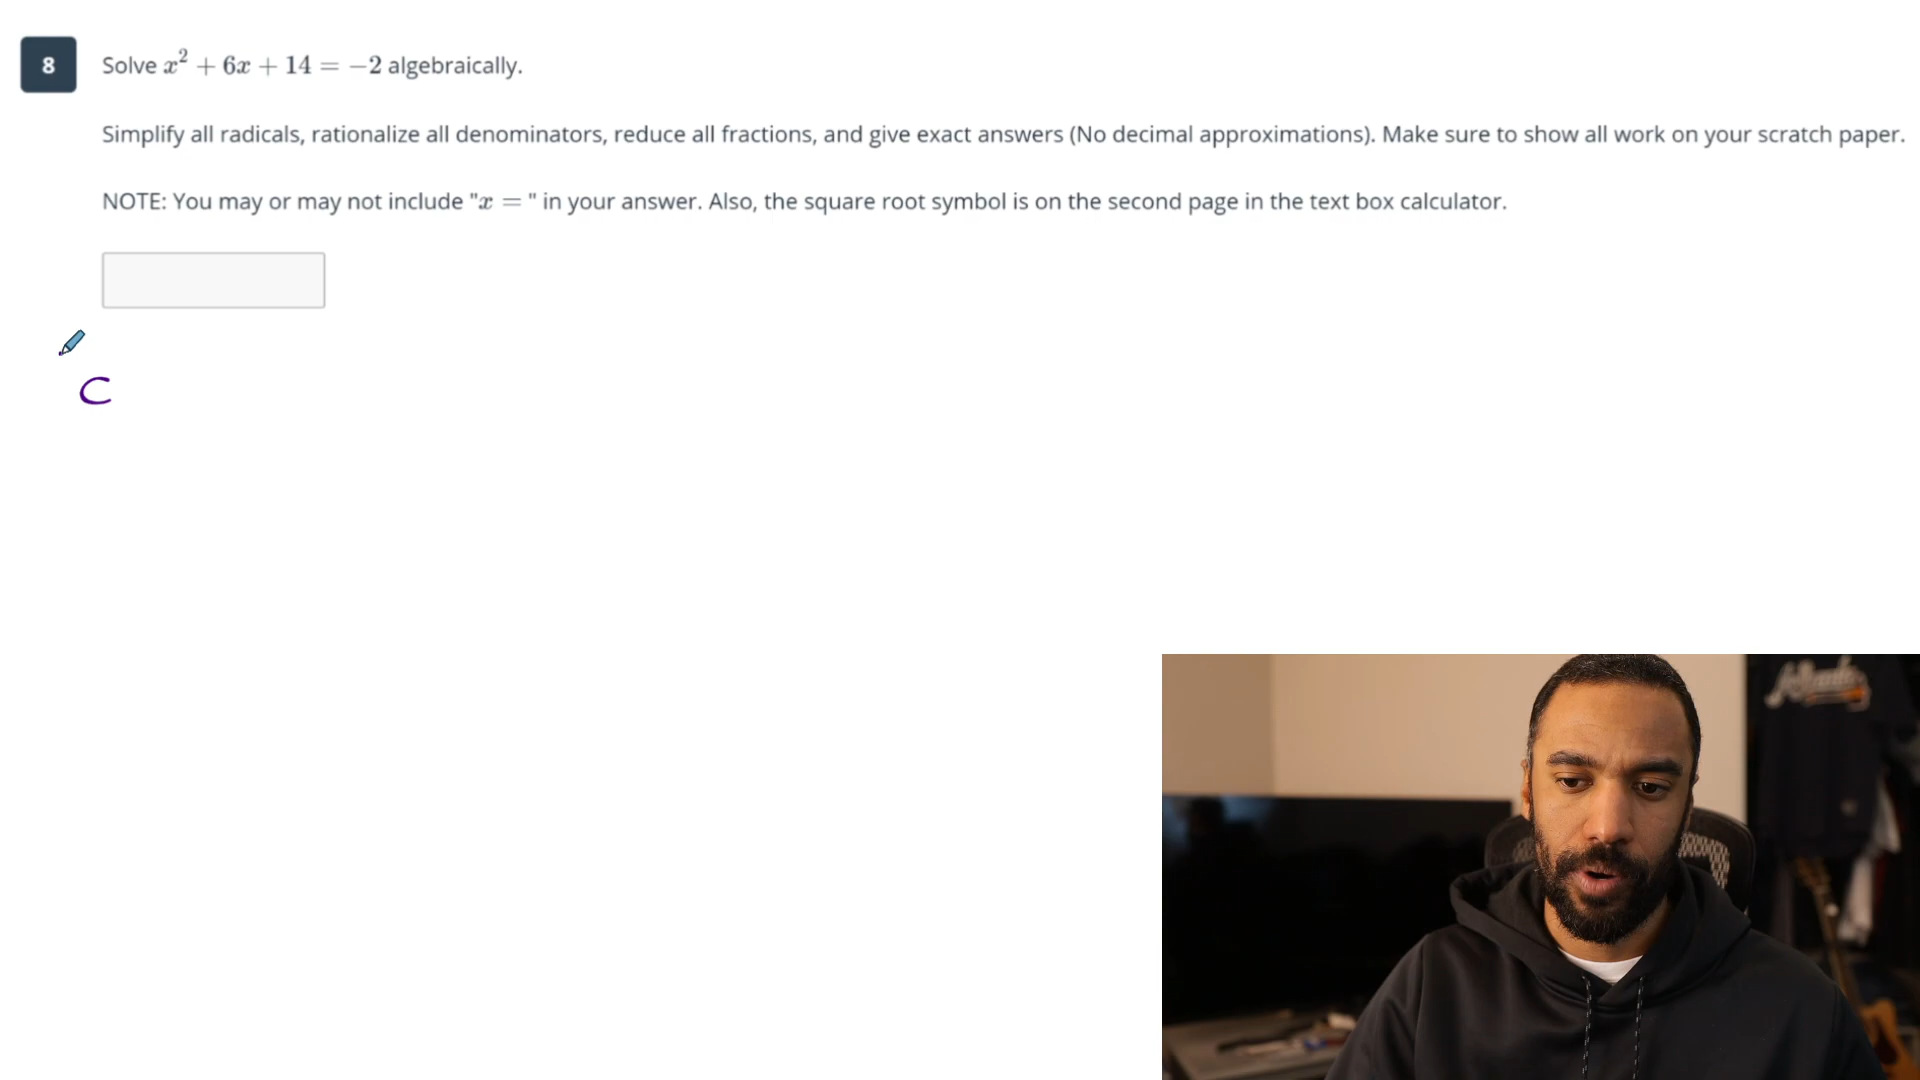 8 Solve x² + 6x + 14 = −2 algebraically.
Simplify all radicals, rationalize all denominators, reduce all fractions, and give exact answers (No decimal approximations). Make sure to show all work on your scratch paper.
NOTE: You may or may not include "x = " in your answer. Also, the square root symbol is on the second page in the text box calculator.
C